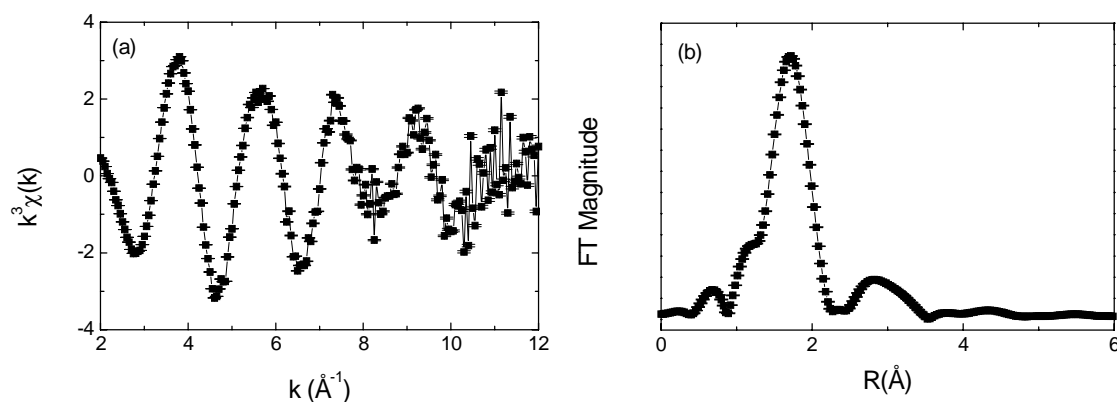 (a)
4
2
0
-2
-4
k³χ(k)
2 4 6 8 10 12
k (Å⁻¹)
(b)
FT Magnitude
0 2 4 6
R(Å)